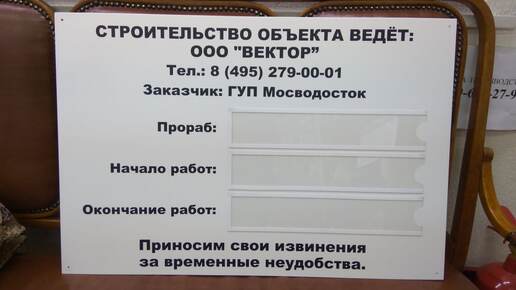 СТРОИТЕЛЬСТВО ОБЪЕКТА ВЕДЁТ:
ООО "ВЕКТОР”
Тел.: 8 (495) 279-00-01
Заказчик: ГУП Мосводосток
Прораб:
Начало работ:
Окончание работ:
Приносим свои извинения
за временные неудобства.